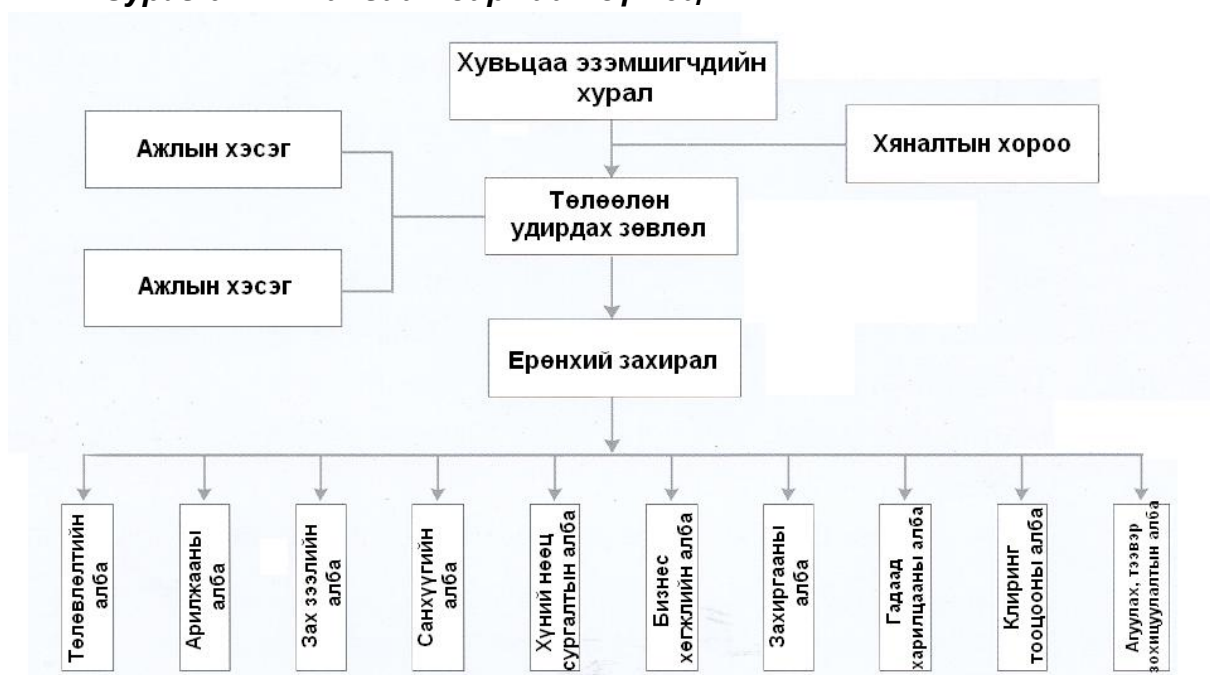 Хувьцаа эзэмшигчдийн
хурал
Ажлын хэсэг
Хяналтын хороо
Төлөөлөн
удирдах зөвлөл
Ажлын хэсэг
Ерөнхий захирал
Төлөвлөлтийн
алба
Арилжааны
алба
Зах зээлийн
алба
Санхүүгийн
алба
Хүний нөөц
сургалтын алба
Бизнес
хөгжлийн алба
Захиргааны
алба
Гадаад
харилцааны алба
Клиринг
тооцооны алба
Агуулах, тээвэр
зохицуулалтын алба